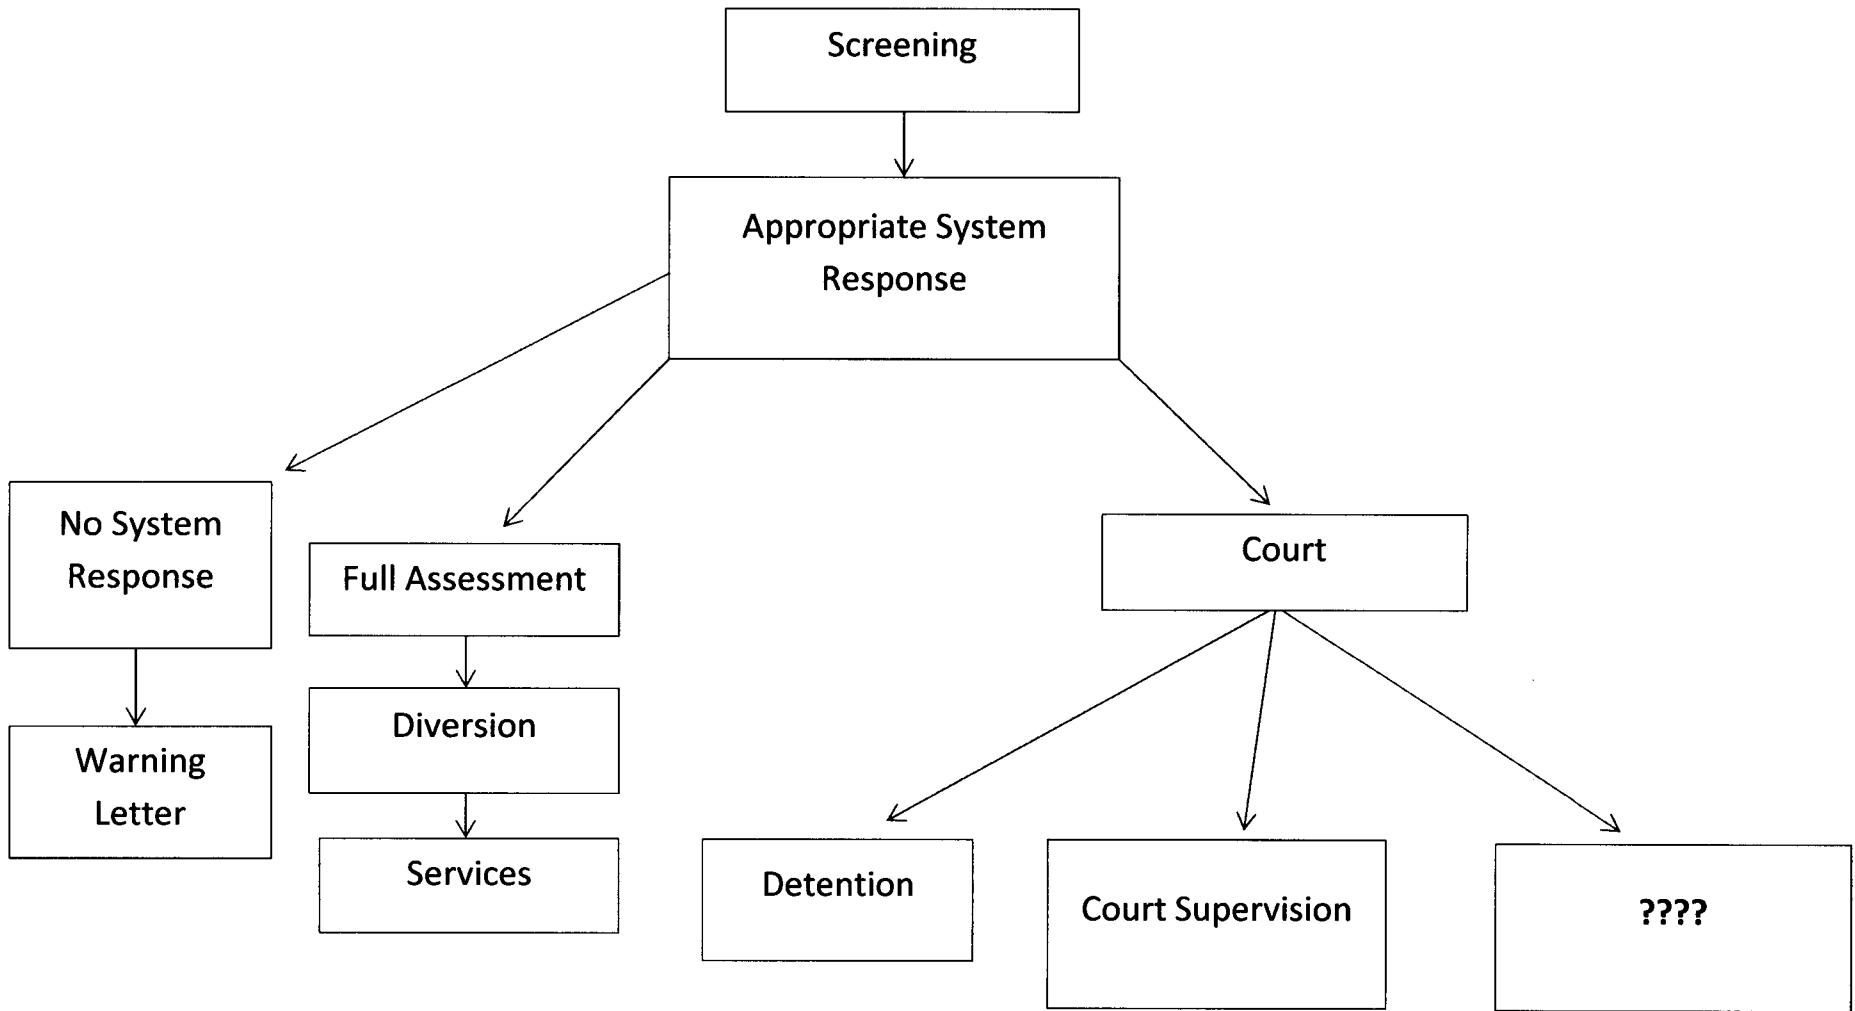 Screening
Appropriate System
Response
No System
Response
Warning
Letter
Full Assessment
Diversion
Services
Court
Detention
Court Supervision
????